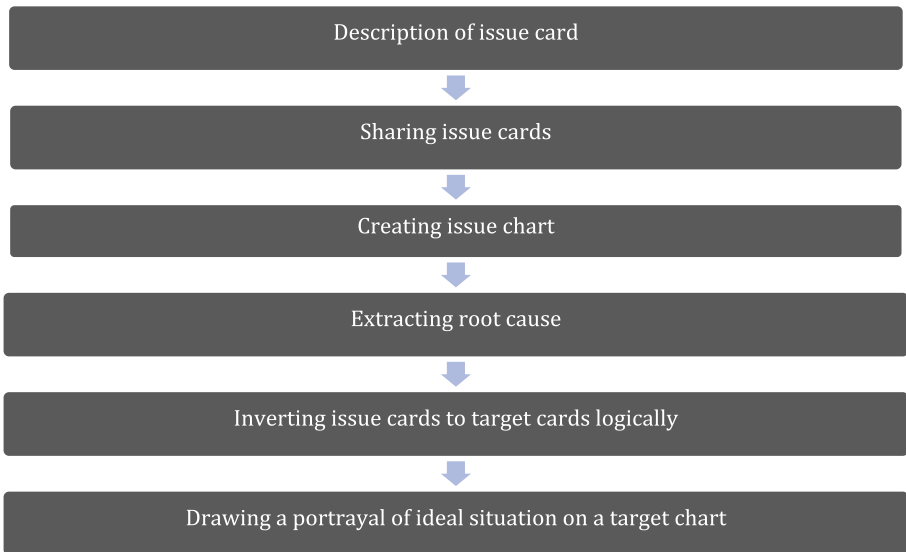 Description of issue card
Sharing issue cards
Creating issue chart
Extracting root cause
Inverting issue cards to target cards logically
Drawing a portrayal of ideal situation on a target chart